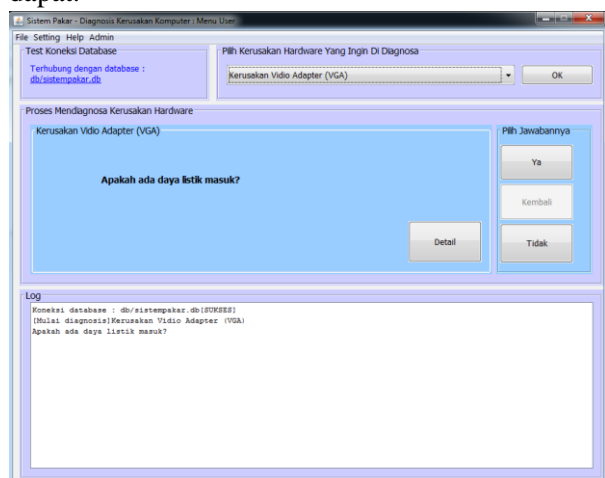 dapat.
Sistem Pakar - Diagnosis Kerusakan Komputer : Menu User
File Setting Help Admin
Test Koneksi Database
Terhubung dengan database :
db/sistempakar.db
Pilih Kerusakan Hardware Yang Ingin Di Diagnosa
Kerusakan Vidio Adapter (VGA)
OK
Proses Mendiagnosa Kerusakan Hardware
Kerusakan Vidio Adapter (VGA)
Apakah ada daya listik masuk?
Detail
Pilih Jawabannya
Ya
Kembali
Tidak
Log
Koneksi database : db/sistempakar.db[SUKSES]
[Mulai diagnosis]Kerusakan Vidio Adapter (VGA)
Apakah ada daya listik masuk?